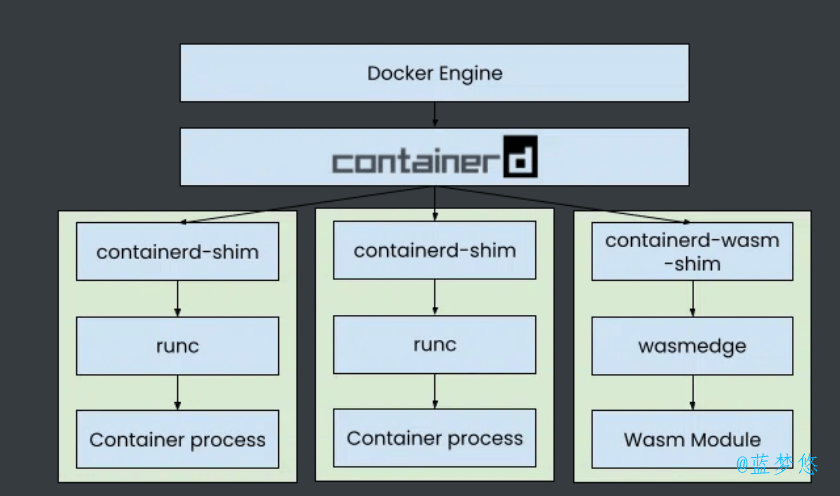 Docker Engine
containerd
containerd-shim
containerd-shim
containerd-wasm
-shim
runc
runc
wasmedge
Container process
Container process
Wasm Module
@蓝梦悠